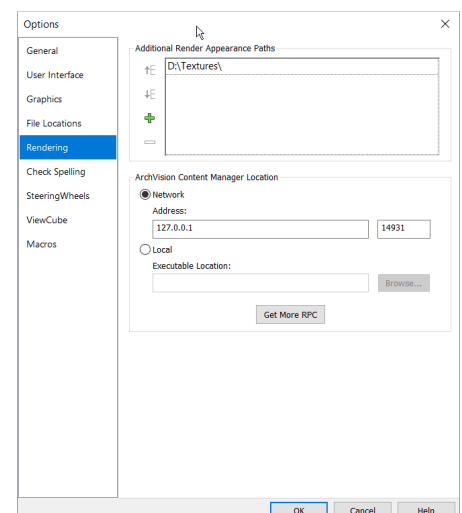 Options
General
User Interface
Graphics
File Locations
Rendering
Check Spelling
SteeringWheels
ViewCube
Macros
Additional Render Appearance Paths
D:\Textures\
ArchVision Content Manager Location
Network
Address:
127.0.0.1 14931
Local
Executable Location:
Browse...
Get More RPC
OK Cancel Help